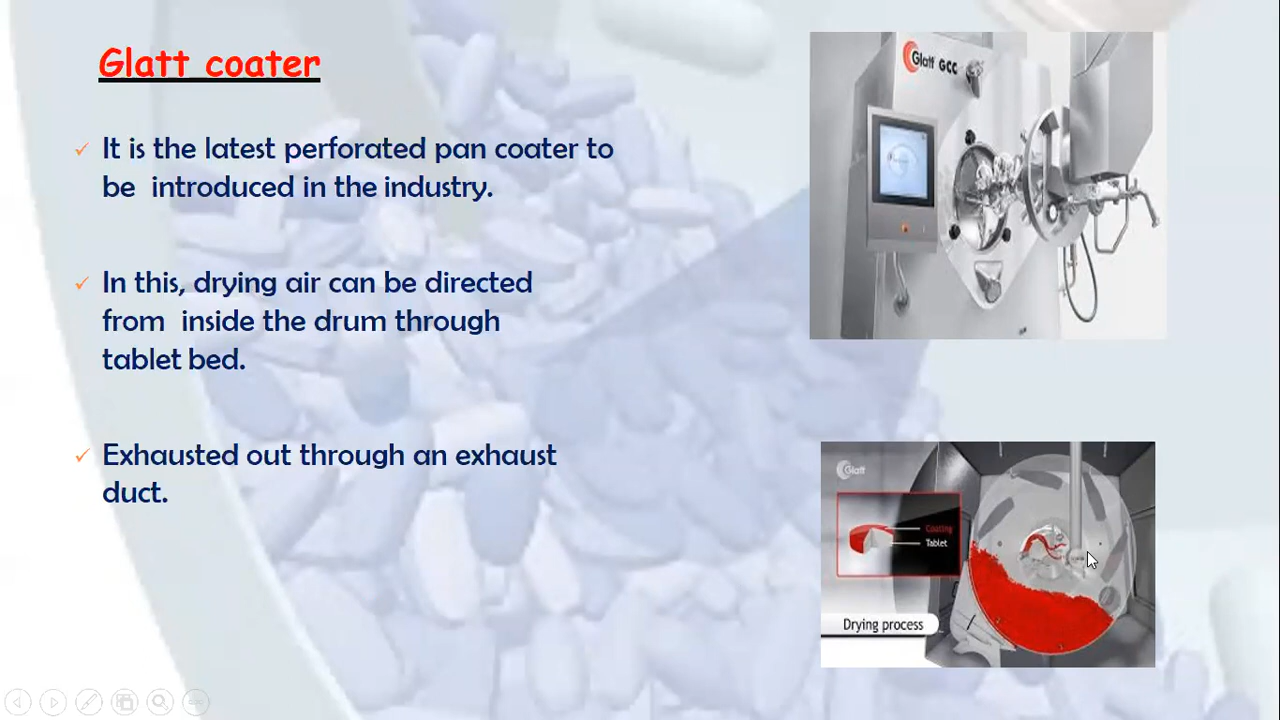 Glatt coater
It is the latest perforated pan coater to
be introduced in the industry.
In this, drying air can be directed
from inside the drum through
tablet bed.
Exhausted out through an exhaust
duct.
Glatt GCC
Glatt
Coating
Tablet
Drying process